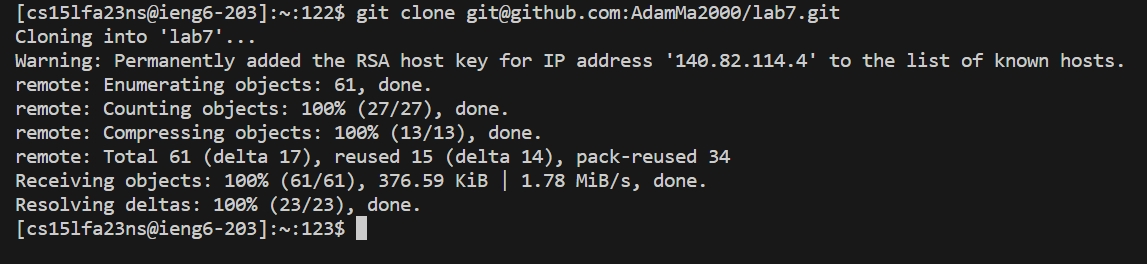 [cs15lfa23ns@ieng6-203]:~:122$ git clone git@github.com:AdamMa2000/lab7.git
Cloning into 'lab7'...
Warning: Permanently added the RSA host key for IP address '140.82.114.4' to the list of known hosts.
remote: Enumerating objects: 61, done.
remote: Counting objects: 100% (27/27), done.
remote: Compressing objects: 100% (13/13), done.
remote: Total 61 (delta 17), reused 15 (delta 14), pack-reused 34
Receiving objects: 100% (61/61), 376.59 KiB | 1.78 MiB/s, done.
Resolving deltas: 100% (23/23), done.
[cs15lfa23ns@ieng6-203]:~:123$